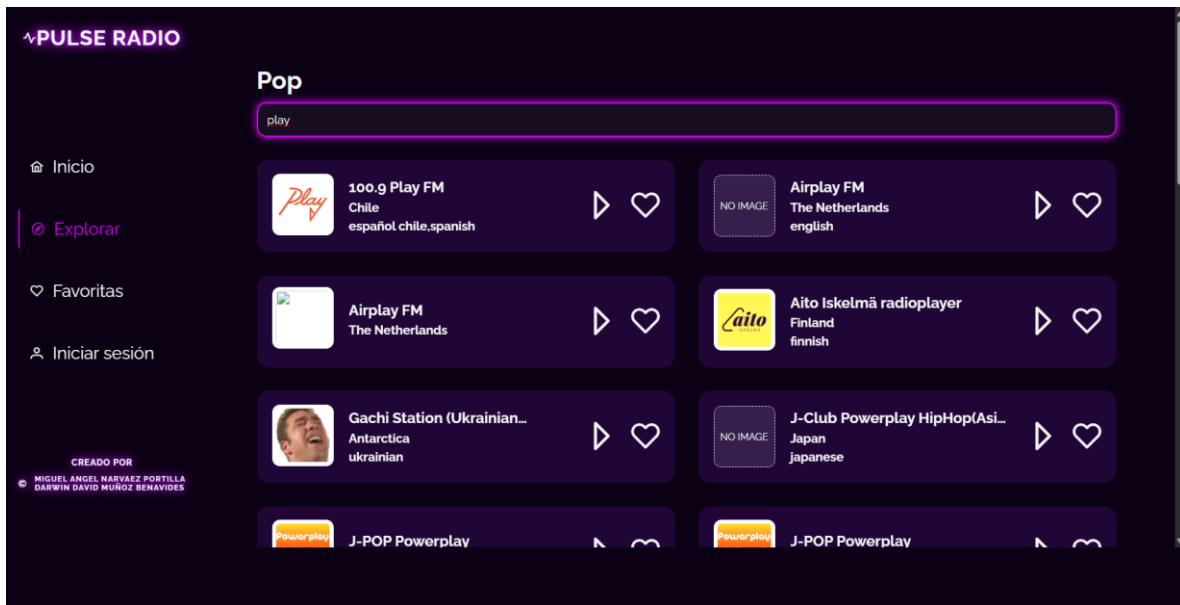 PULSE RADIO
Pop
play
Inicio
Explorar
Favoritas
Iniciar sesión
CREADO POR
© MIGUEL ANGEL NARVAEZ PORTILLA
DARWIN DAVID MUÑOZ BENAVIDES
Play
100.9 Play FM
Chile
español chile,spanish
NO IMAGE
Airplay FM
The Netherlands
english
Airplay FM
The Netherlands
aito
ISKELMÄ
Aito Iskelmä radioplayer
Finland
finnish
Gachi Station (Ukrainian...
Antarctica
ukrainian
NO IMAGE
J-Club Powerplay HipHop(Asi...
Japan
japanese
Powerplay
J-POP Powerplay
Powerplay
J-POP Powerplay